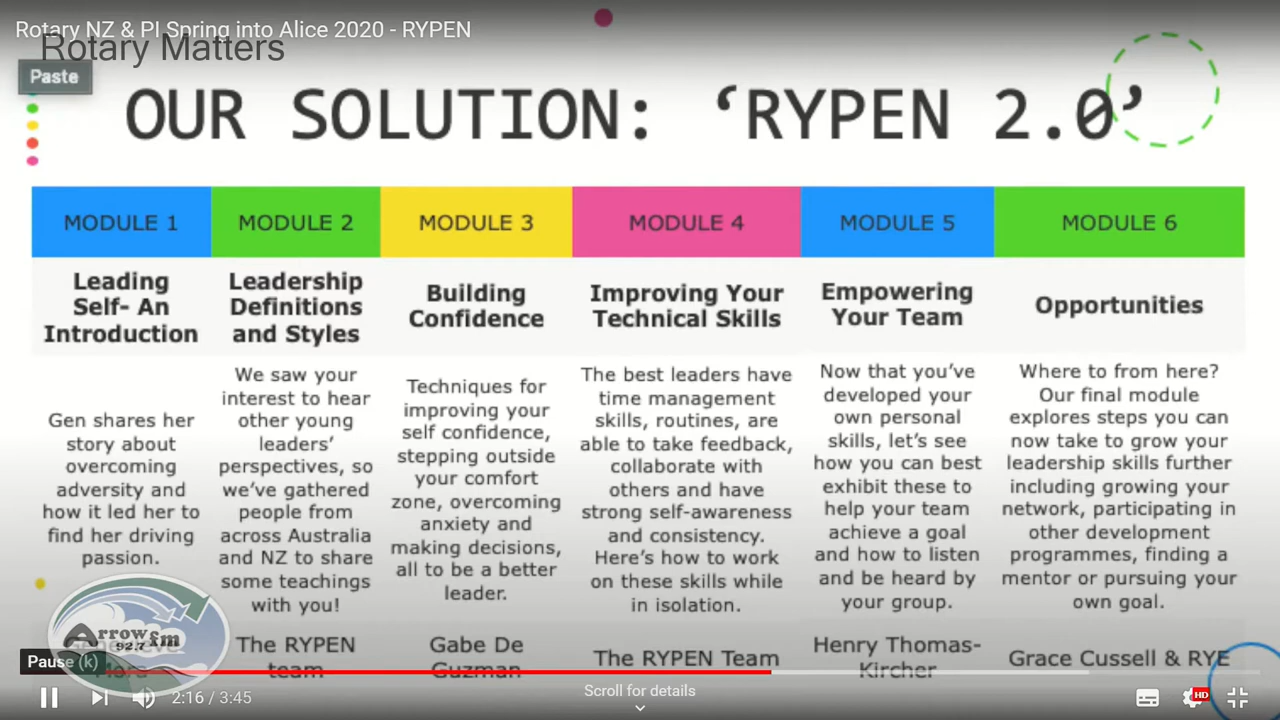 Rotary NZ & PI Spring into Alice 2020 - RYPEN
Rotary Matters
Paste
OUR SOLUTION: ‘RYPEN 2.0’
MODULE 1
MODULE 2
MODULE 3
MODULE 4
MODULE 5
MODULE 6
Leading
Self- An
Introduction
Leadership
Definitions
and Styles
Building
Confidence
Improving Your
Technical Skills
Empowering
Your Team
Opportunities
Gen shares her
story about
overcoming
adversity and
how it led her to
find her driving
passion.
We saw your
interest to hear
other young
leaders’
perspectives, so
we’ve gathered
people from
across Australia
and NZ to share
some teachings
with you!
Techniques for
improving your
self confidence,
stepping outside
your comfort
zone, overcoming
anxiety and
making decisions,
all to be a better
leader.
The best leaders have
time management
skills, routines, are
able to take feedback,
collaborate with
others and have
strong self-awareness
and consistency.
Here’s how to work
on these skills while
in isolation.
Now that you’ve
developed your
own personal
skills, let’s see
how you can best
exhibit these to
help your team
achieve a goal
and how to listen
and be heard by
your group.
Where to from here?
Our final module
explores steps you can
now take to grow your
leadership skills further
including growing your
network, participating in
other development
programmes, finding a
mentor or pursuing your
own goal.
The RYPEN
team
Gabe De
Guzman
The RYPEN Team
Henry Thomas-
Kircher
Grace Cussell & RYE
Arrow fm
92.7
Pause (k)
2:16 / 3:45
Scroll for details
HD